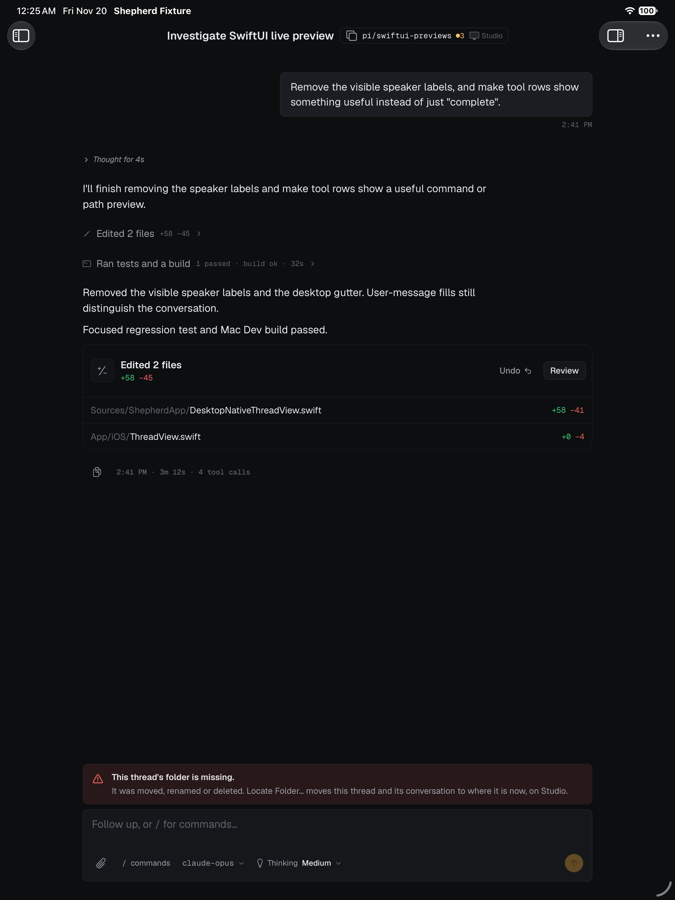 12:25 AM Fri Nov 20 Shepherd Fixture
100
Investigate SwiftUI live preview
pi/swiftui-previews 3 Studio
Remove the visible speaker labels, and make tool rows show
something useful instead of just "complete".
2:41 PM
Thought for 4s
I'll finish removing the speaker labels and make tool rows show a useful command or
path preview.
Edited 2 files +58 −45
Ran tests and a build 1 passed · build ok · 32s
Removed the visible speaker labels and the desktop gutter. User-message fills still
distinguish the conversation.
Focused regression test and Mac Dev build passed.
Edited 2 files
+58 −45
Undo
Review
Sources/ShepherdApp/DesktopNativeThreadView.swift +58 −41
App/iOS/ThreadView.swift +0 −4
2:41 PM · 3m 12s · 4 tool calls
This thread's folder is missing.
It was moved, renamed or deleted. Locate Folder… moves this thread and its conversation to where it is now, on Studio.
Follow up, or / for commands…
/ commands claude-opus Thinking Medium